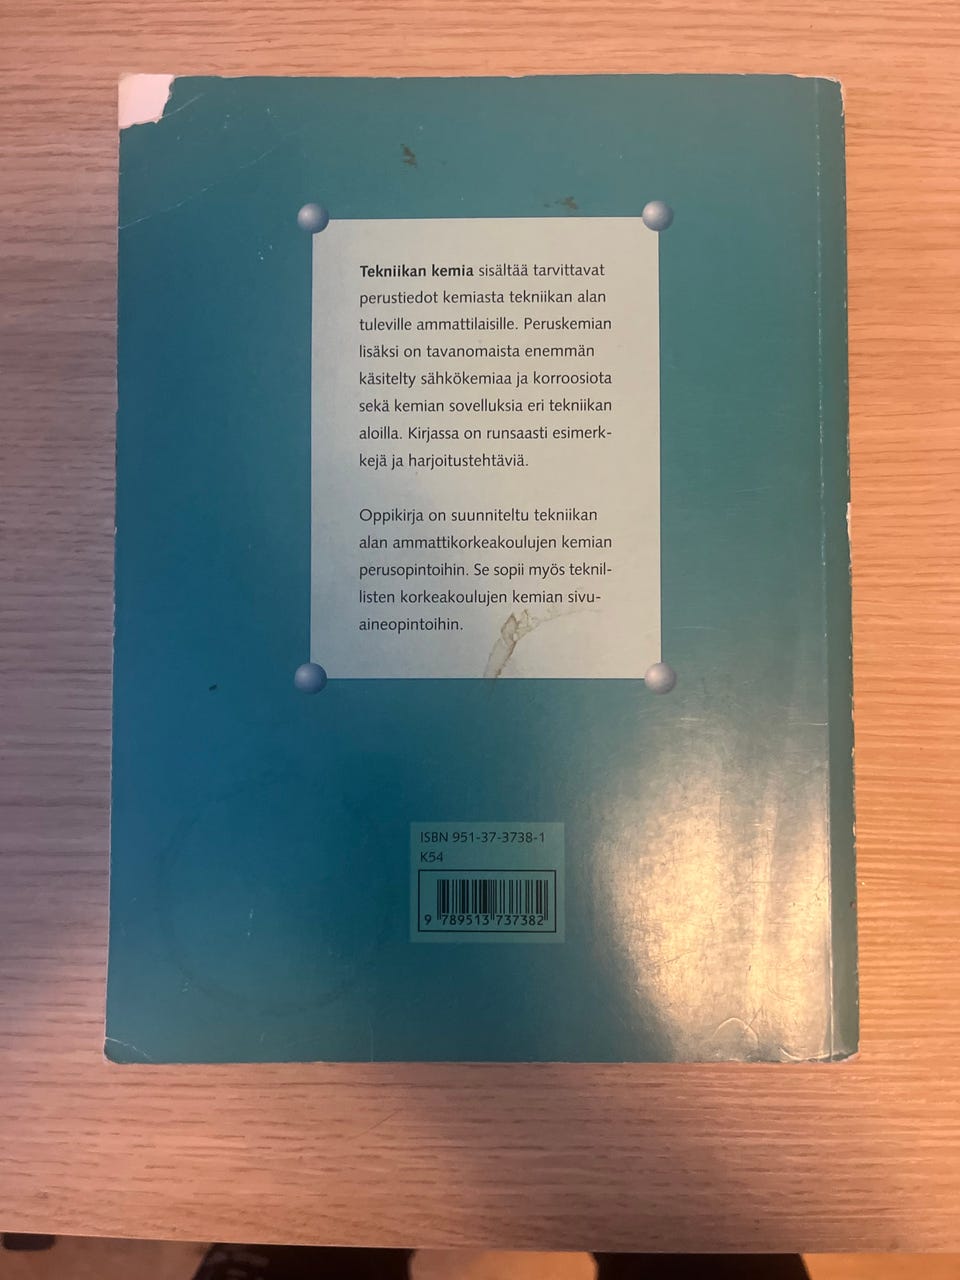 Tekniikan kemia sisältää tarvittavat
perustiedot kemiasta tekniikan alan
tuleville ammattilaisille. Peruskemian
lisäksi on tavanomaista enemmän
käsitelty sähkökemiaa ja korroosiota
sekä kemian sovelluksia eri tekniikan
aloilla. Kirjassa on runsaasti esimerk-
kejä ja harjoitustehtäviä.
Oppikirja on suunniteltu tekniikan
alan ammattikorkeakoulujen kemian
perusopintoihin. Se sopii myös teknil-
listen korkeakoulujen kemian sivu-
aineopintoihin.
ISBN 951-37-3738-1
K54
9 789513 737382